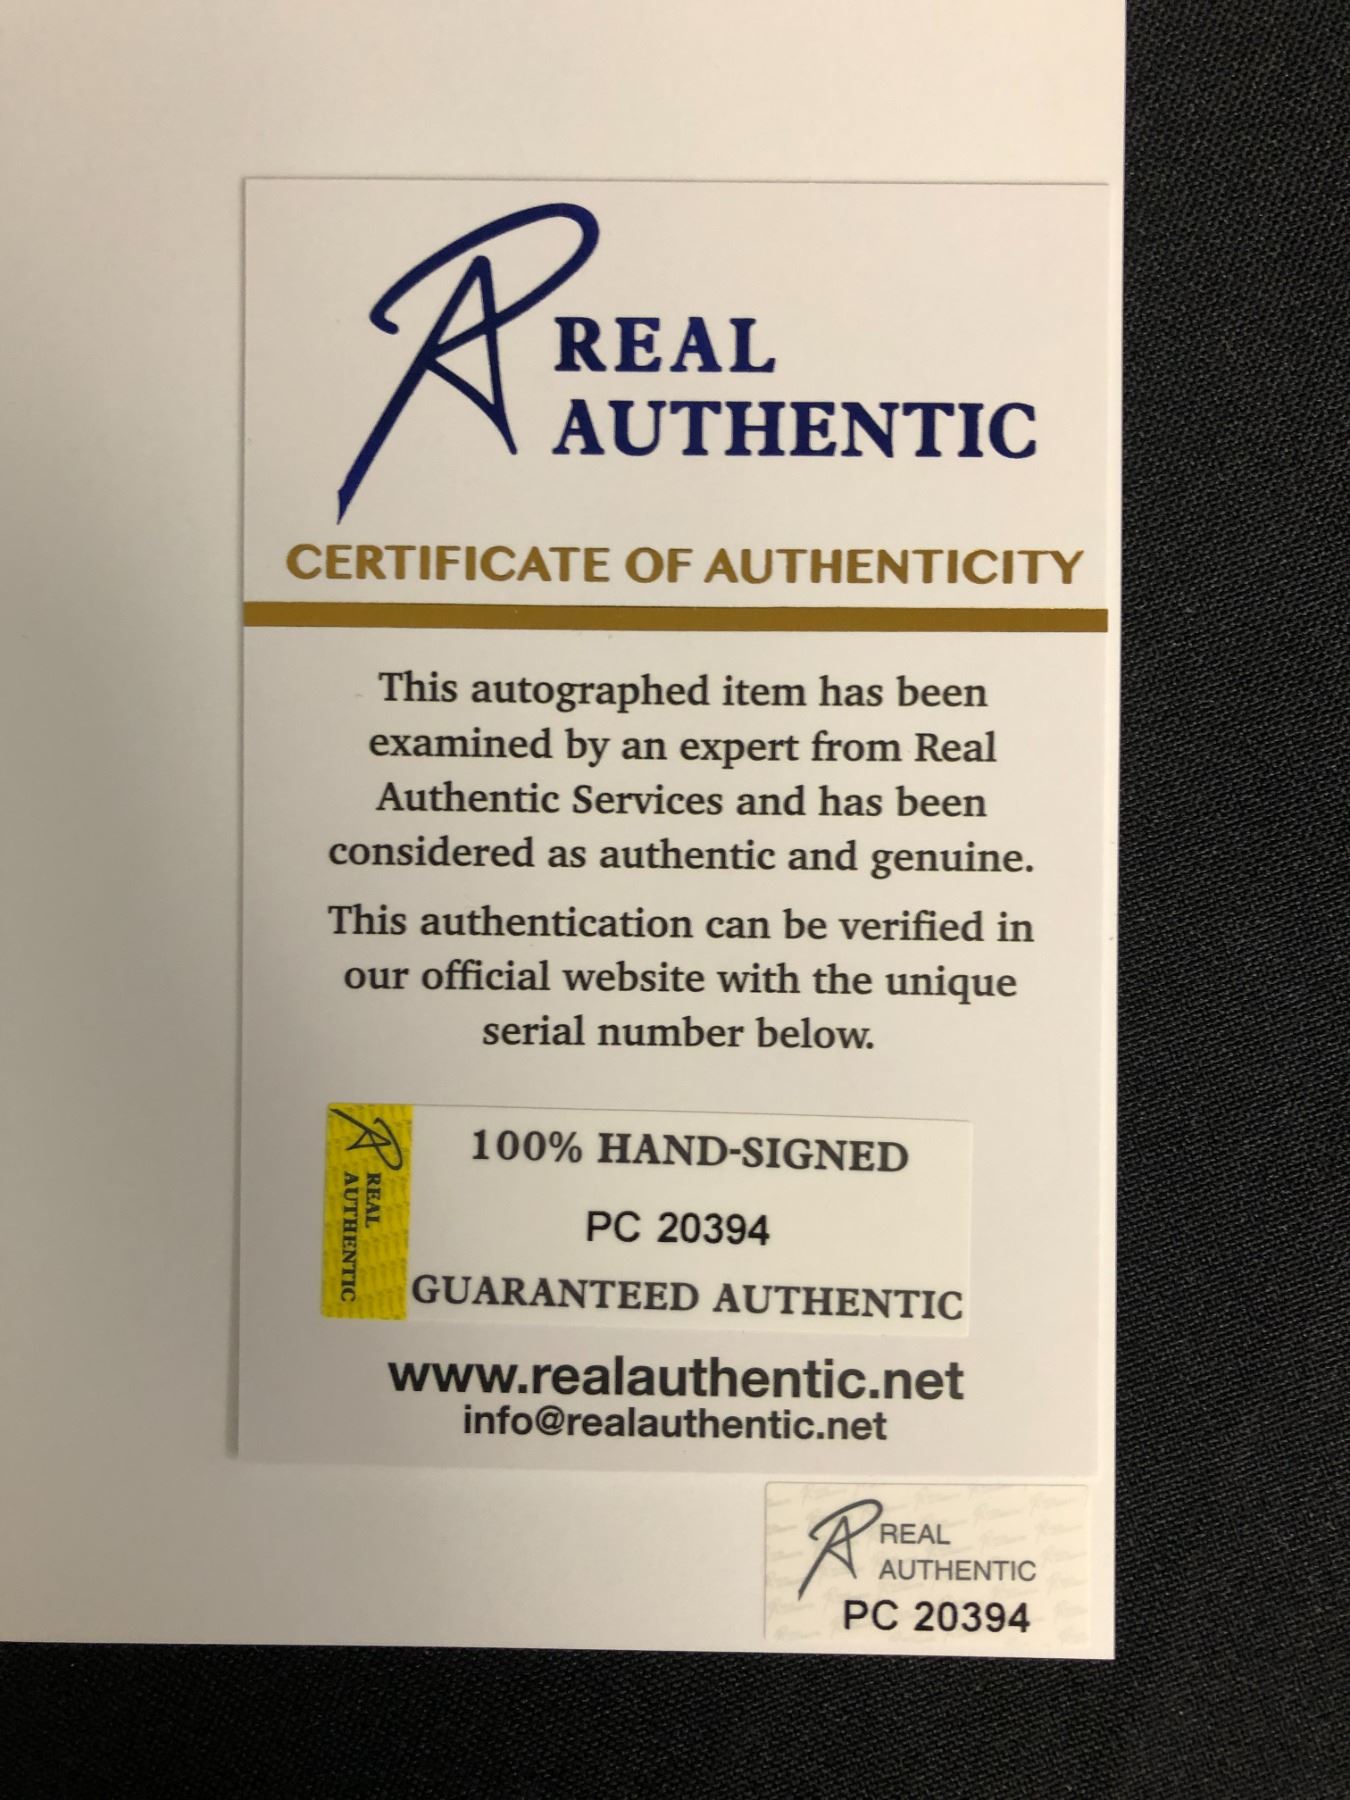 REAL
AUTHENTIC
CERTIFICATE OF AUTHENTICITY
This autographed item has been
examined by an expert from Real
Authentic Services and has been
considered as authentic and genuine.
This authentication can be verified in
our official website with the unique
serial number below.
REAL
AUTHENTIC
100% HAND-SIGNED
PC 20394
GUARANTEED AUTHENTIC
www.realauthentic.net
info@realauthentic.net
REAL
AUTHENTIC
PC 20394